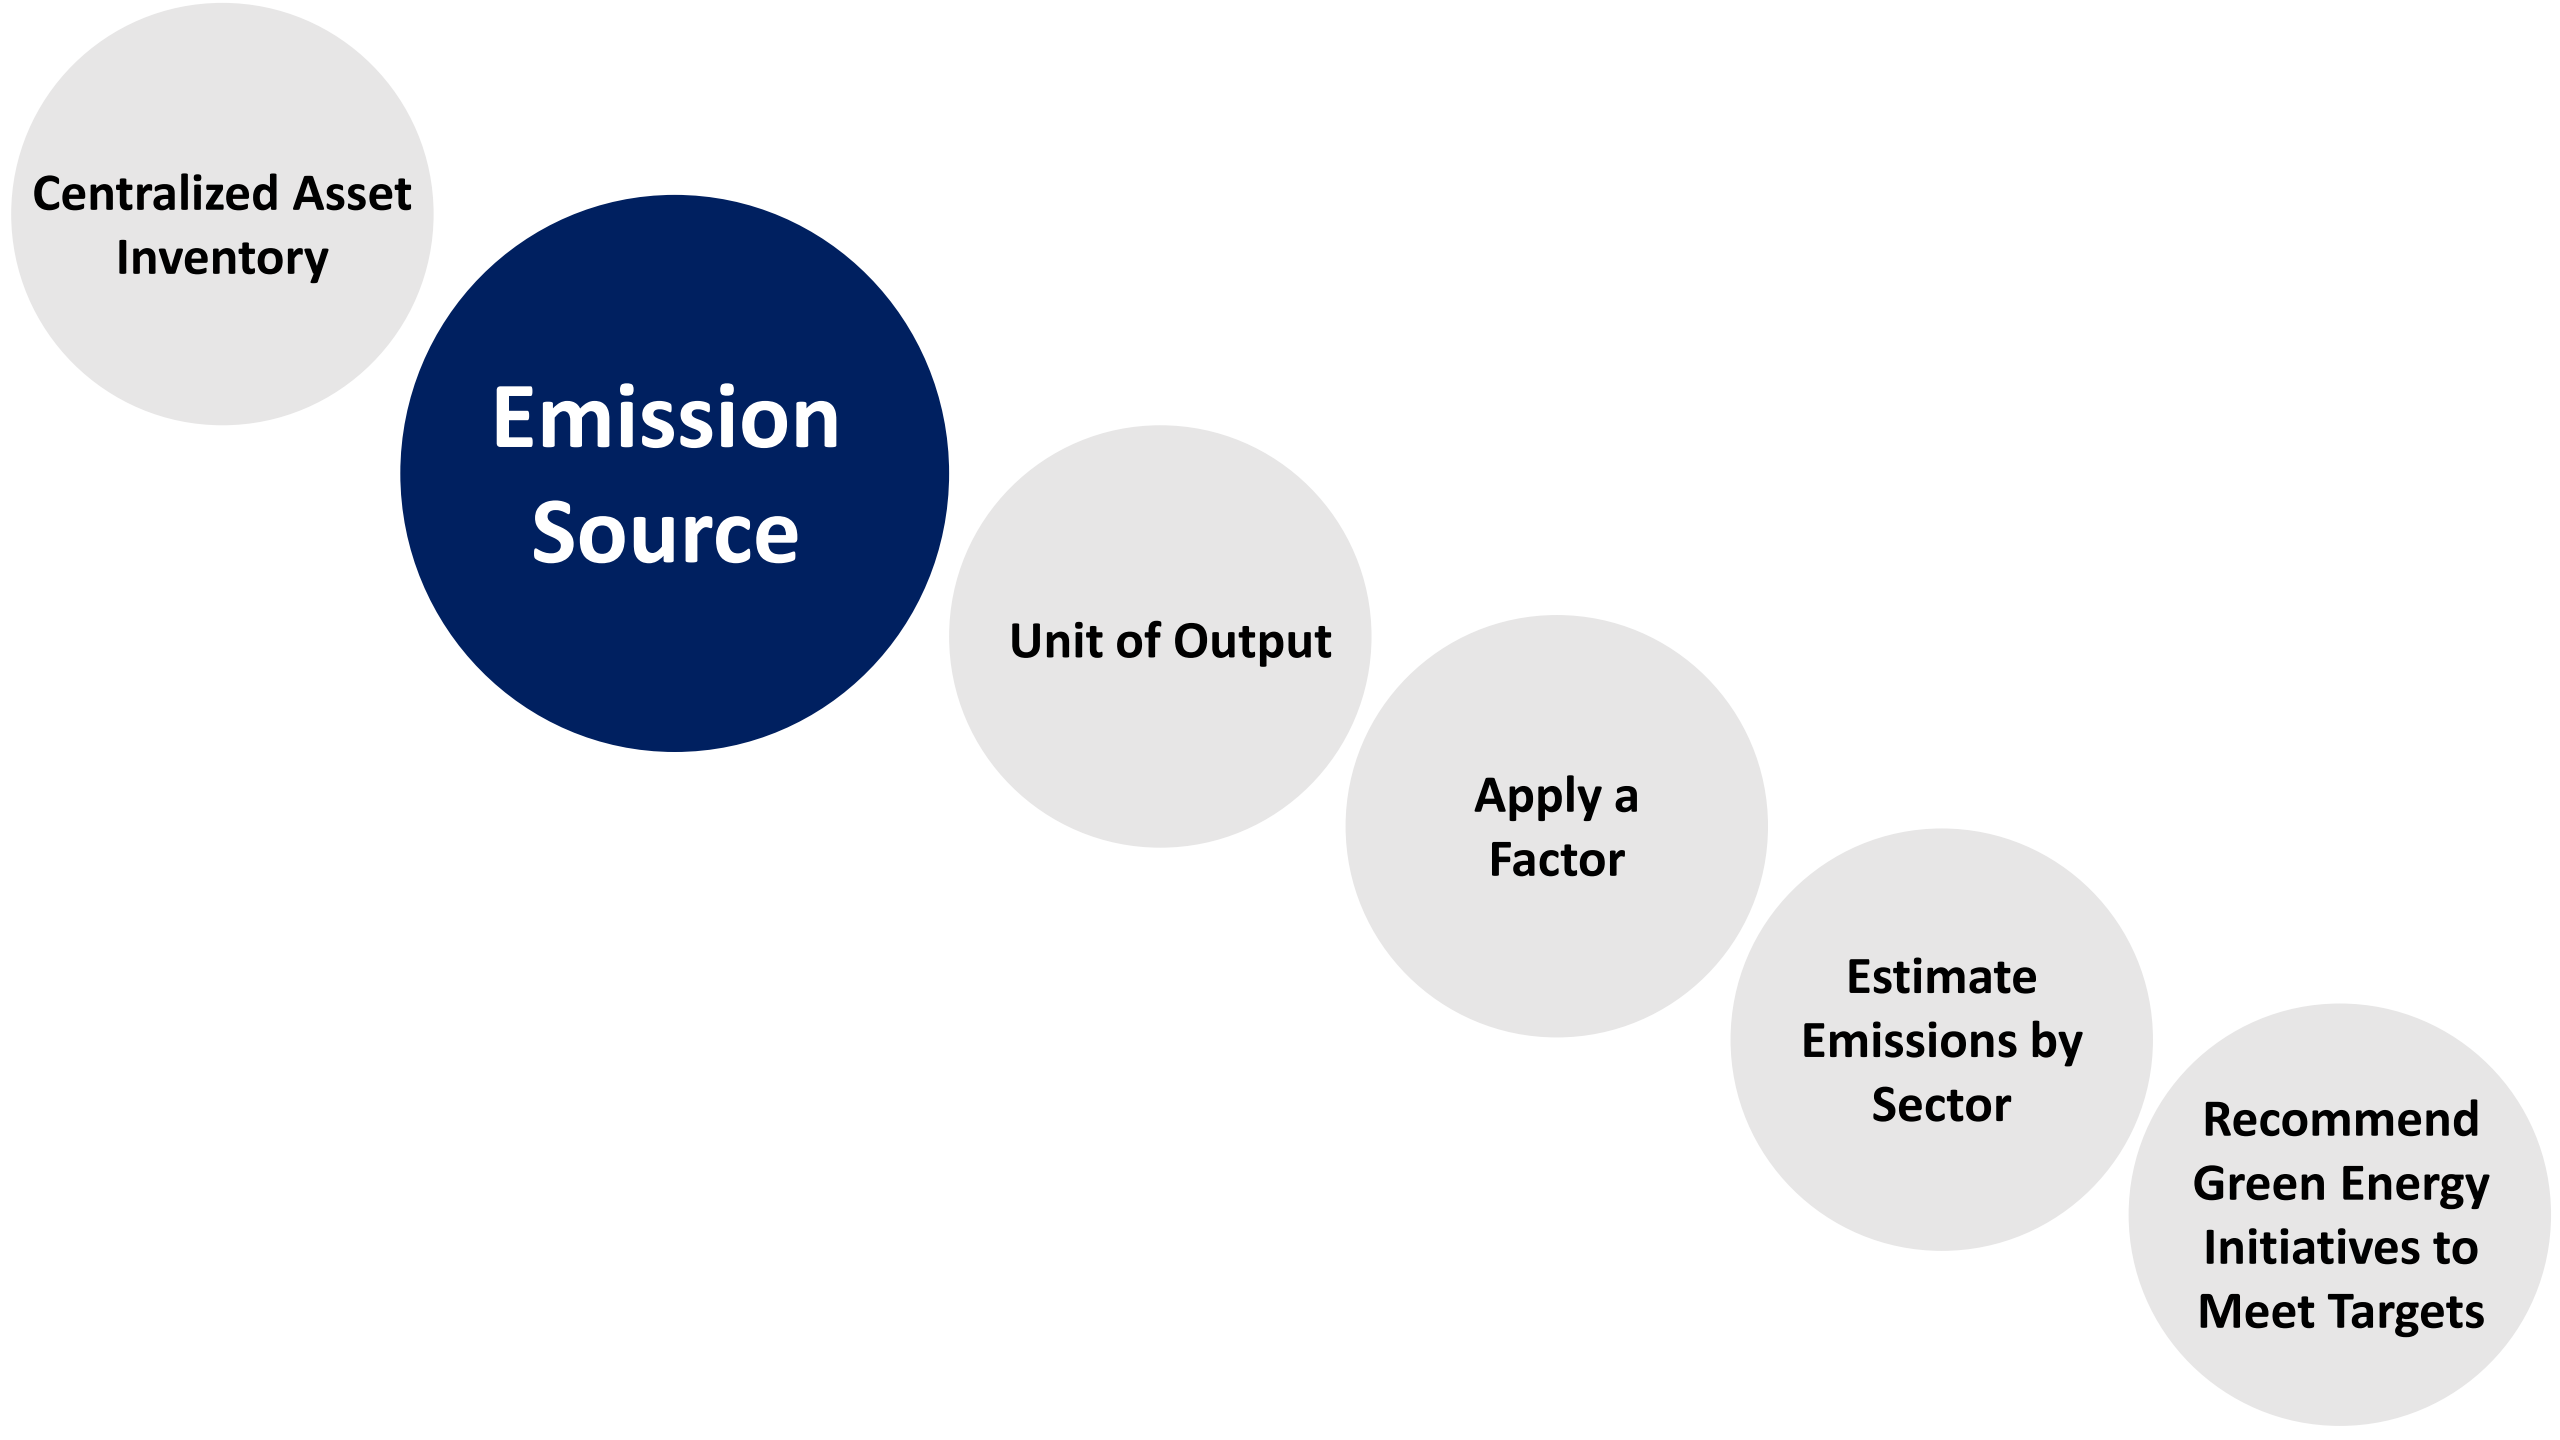 Centralized Asset
Inventory
Emission
Source
Unit of Output
Apply a
Factor
Estimate
Emissions by
Sector
Recommend
Green Energy
Initiatives to
Meet Targets